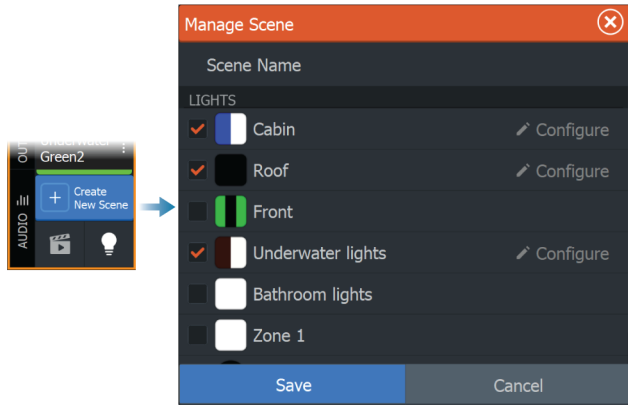 Manage Scene
Scene Name
LIGHTS
Cabin
Configure
Roof
Configure
Front
Underwater lights
Configure
Bathroom lights
Zone 1
Save
Cancel
OUT
Underwater
Green2
Create
New Scene
AUDIO